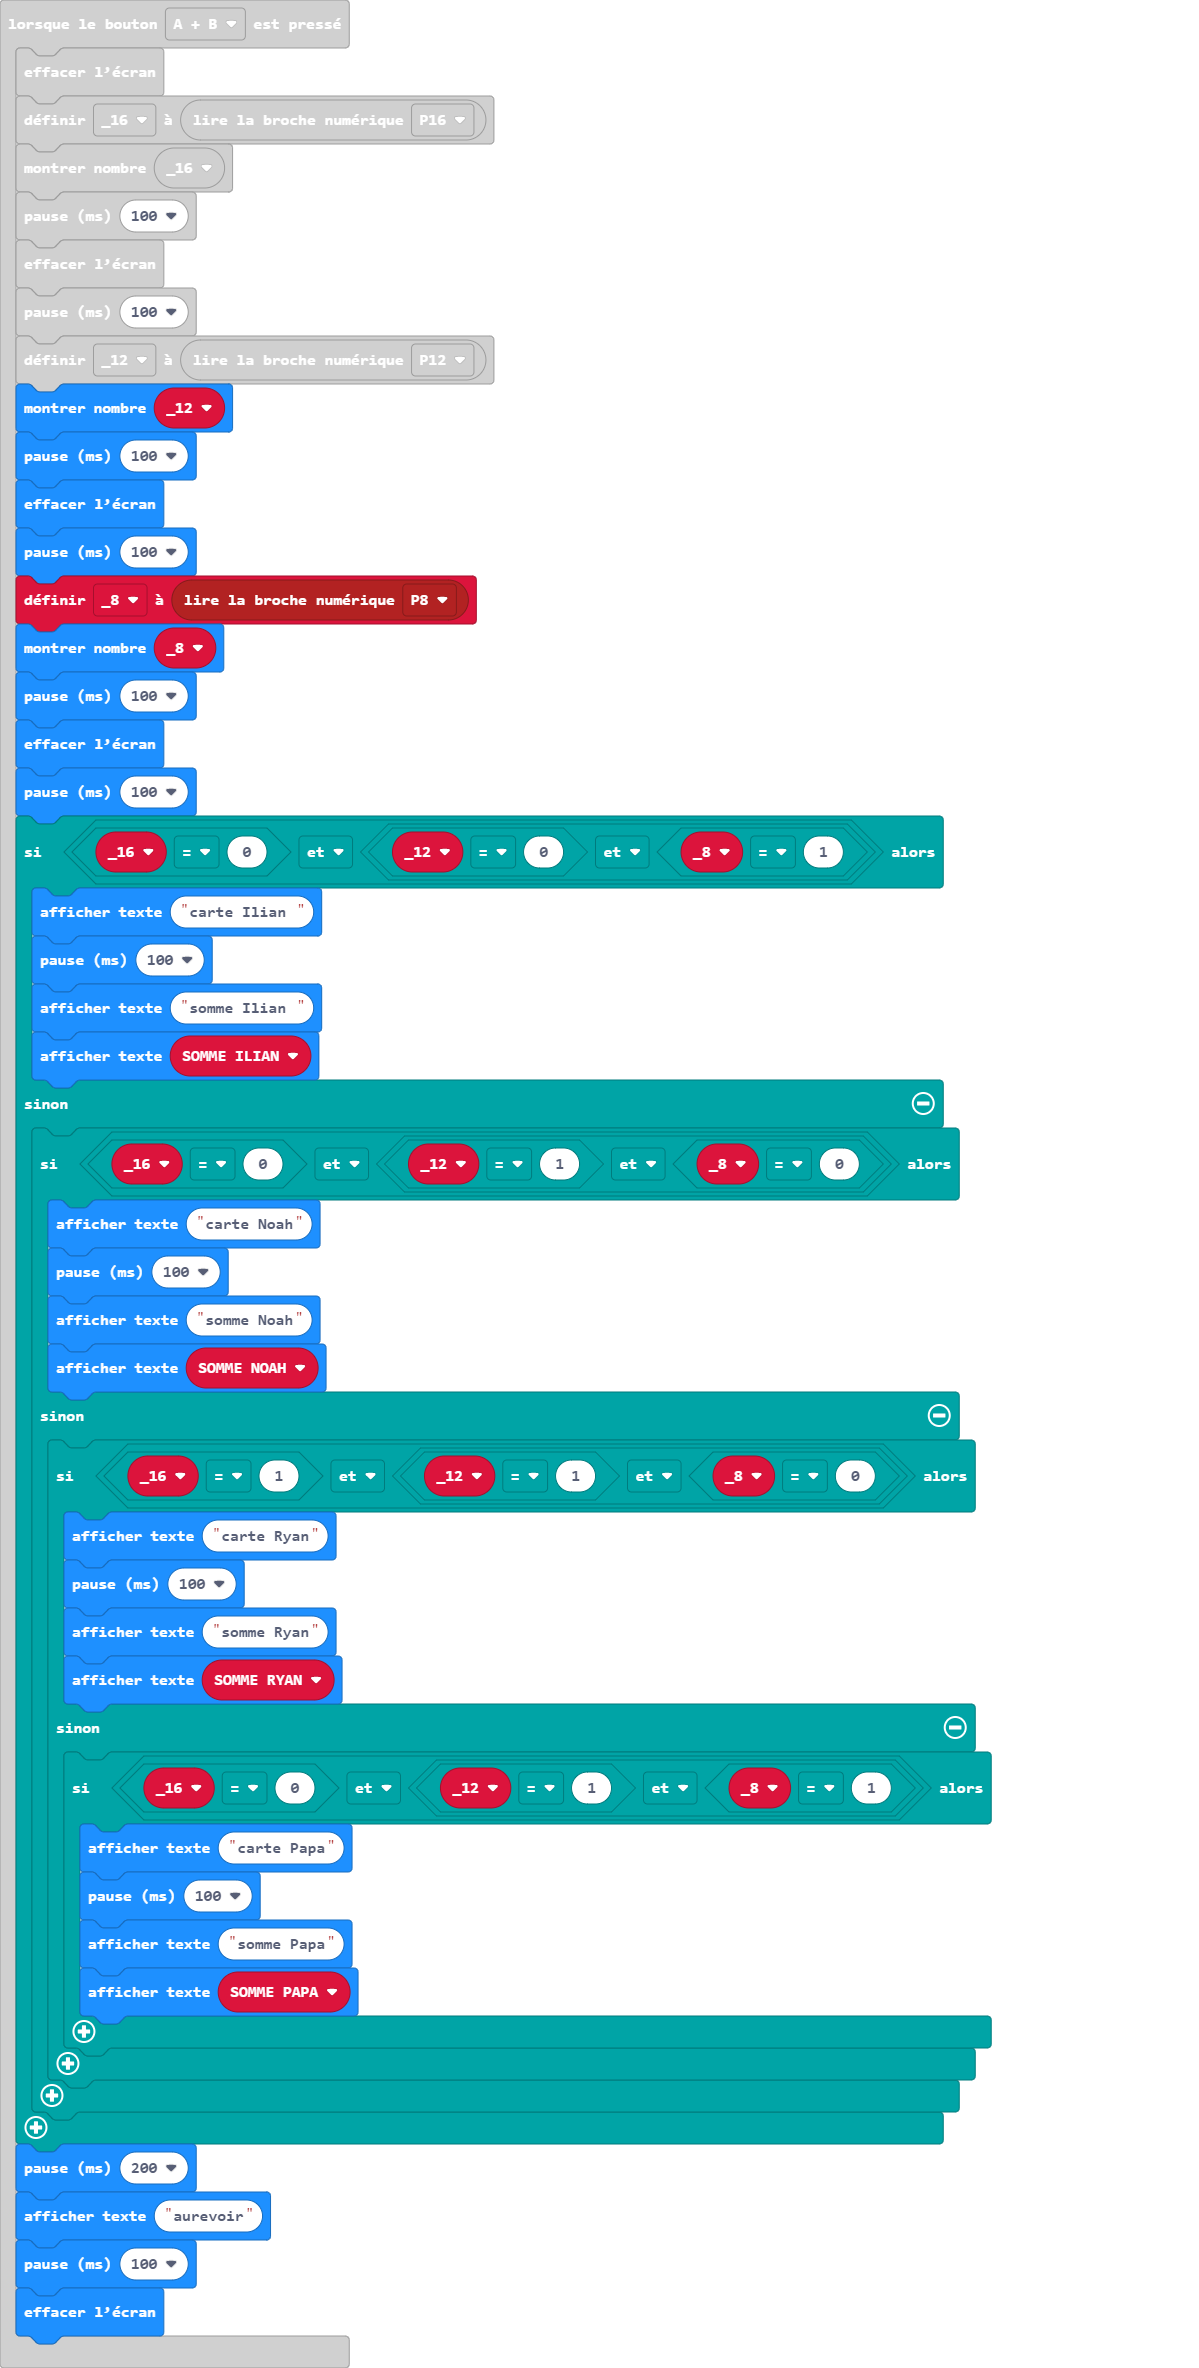 lorsque le bouton A + B est pressé
effacer l’écran
définir _16 à lire la broche numérique P16
montrer nombre _16
pause (ms) 100
effacer l’écran
pause (ms) 100
définir _12 à lire la broche numérique P12
montrer nombre _12
pause (ms) 100
effacer l’écran
pause (ms) 100
définir _8 à lire la broche numérique P8
montrer nombre _8
pause (ms) 100
effacer l’écran
pause (ms) 100
si _16 = 0 et _12 = 0 et _8 = 1 alors
afficher texte "carte Ilian "
pause (ms) 100
afficher texte "somme Ilian "
afficher texte SOMME ILIAN
sinon
si _16 = 0 et _12 = 1 et _8 = 0 alors
afficher texte "carte Noah"
pause (ms) 100
afficher texte "somme Noah"
afficher texte SOMME NOAH
sinon
si _16 = 1 et _12 = 1 et _8 = 0 alors
afficher texte "carte Ryan"
pause (ms) 100
afficher texte "somme Ryan"
afficher texte SOMME RYAN
sinon
si _16 = 0 et _12 = 1 et _8 = 1 alors
afficher texte "carte Papa"
pause (ms) 100
afficher texte "somme Papa"
afficher texte SOMME PAPA
pause (ms) 200
afficher texte "aurevoir"
pause (ms) 100
effacer l’écran